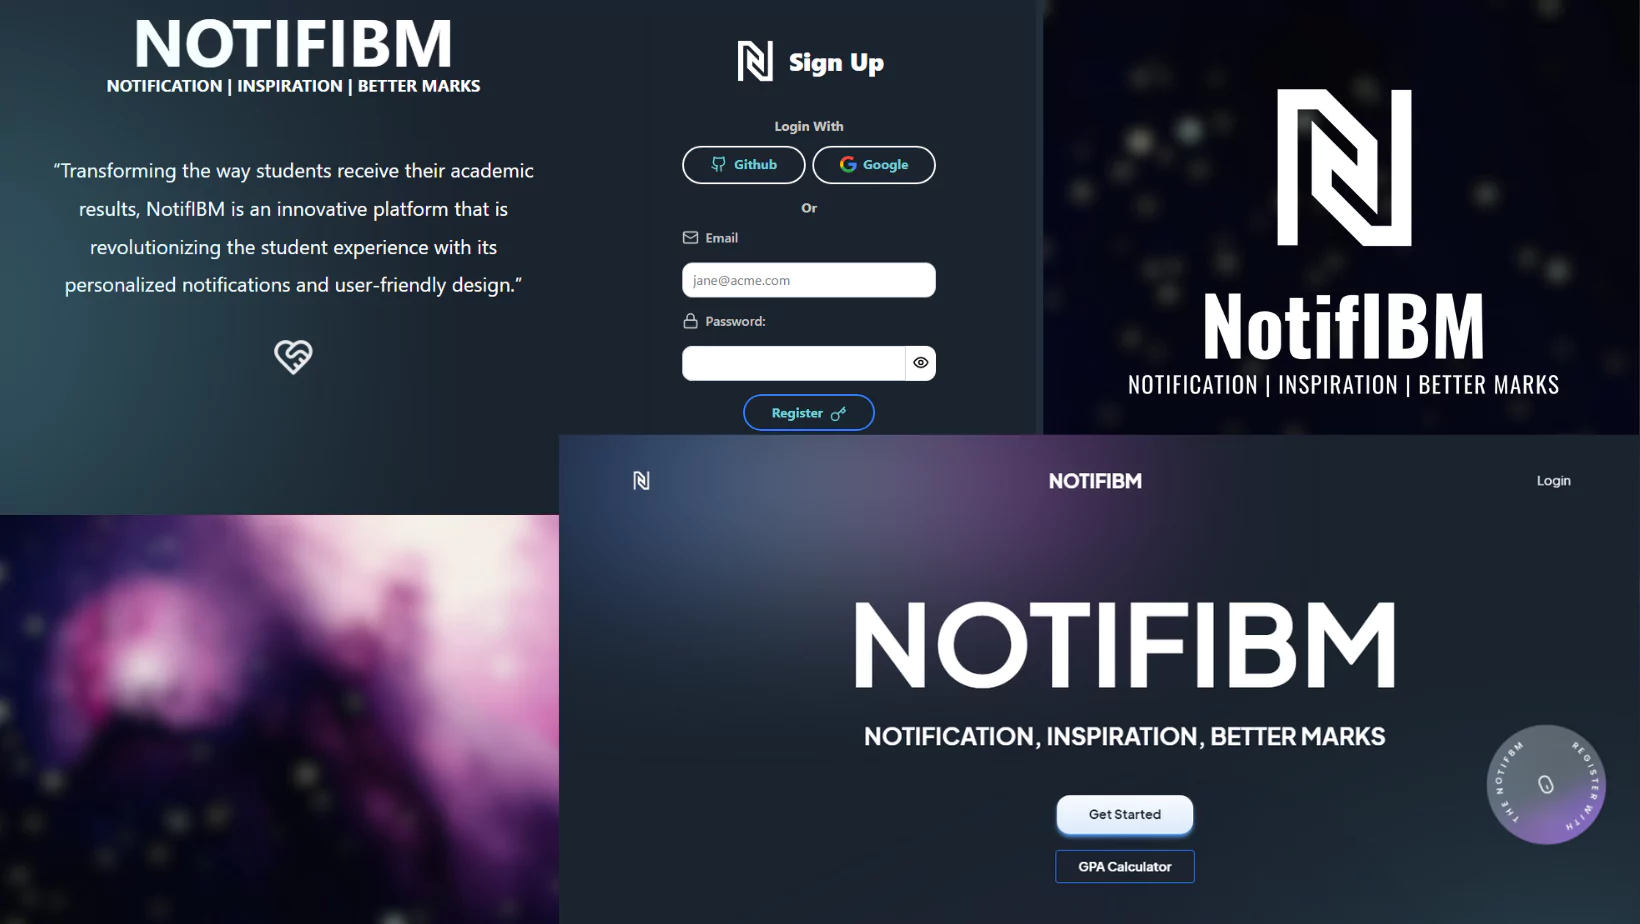 NOTIFIBM
NOTIFICATION | INSPIRATION | BETTER MARKS
“Transforming the way students receive their academic
results, NotifIBM is an innovative platform that is
revolutionizing the student experience with its
personalized notifications and user-friendly design.”
Sign Up
Login With
Github
Google
Or
Email
jane@acme.com
Password:
Register
NotifIBM
NOTIFICATION | INSPIRATION | BETTER MARKS
NOTIFIBM
Login
NOTIFIBM
NOTIFICATION, INSPIRATION, BETTER MARKS
Get Started
GPA Calculator
REGISTER WITH
THE NOTIFBM